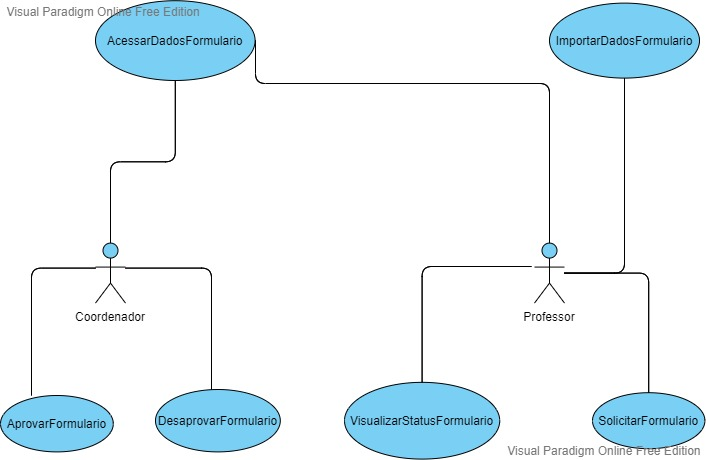 Visual Paradigm Online Free Edition
AcessarDadosFormulario
ImportarDadosFormulario
Coordenador
Professor
AprovarFormulario
DesaprovarFormulario
VisualizarStatusFormulario
SolicitarFormulario
Visual Paradigm Online Free Edition